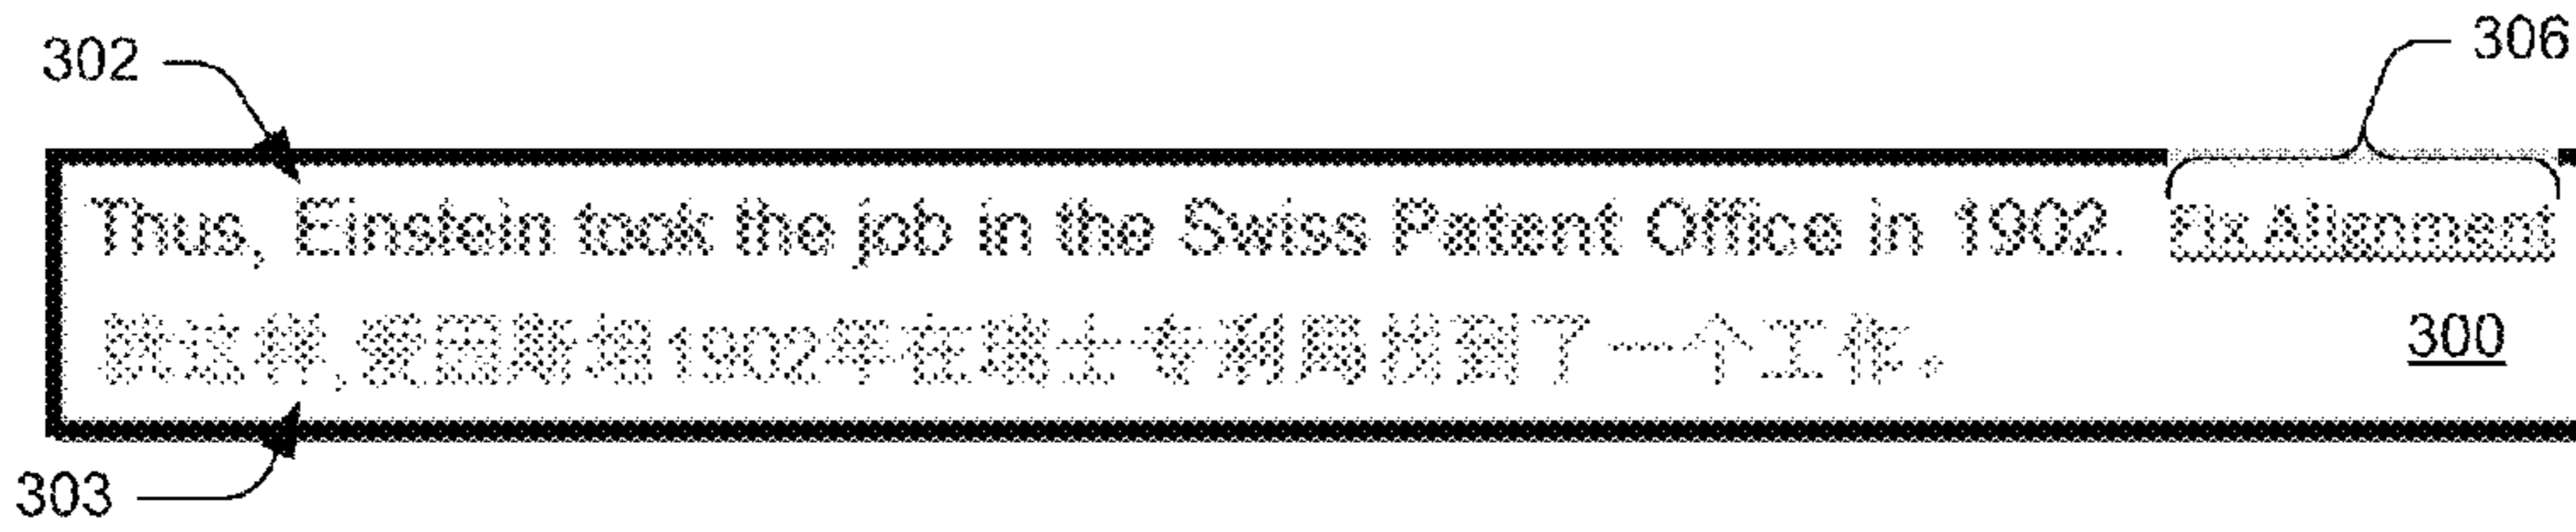 302
306
Thus, Einstein took the job in the Swiss Patent Office in 1902. Fix Alignment
就这样,爱因斯坦1902年在瑞士专利局找到了一个工作。
300
303